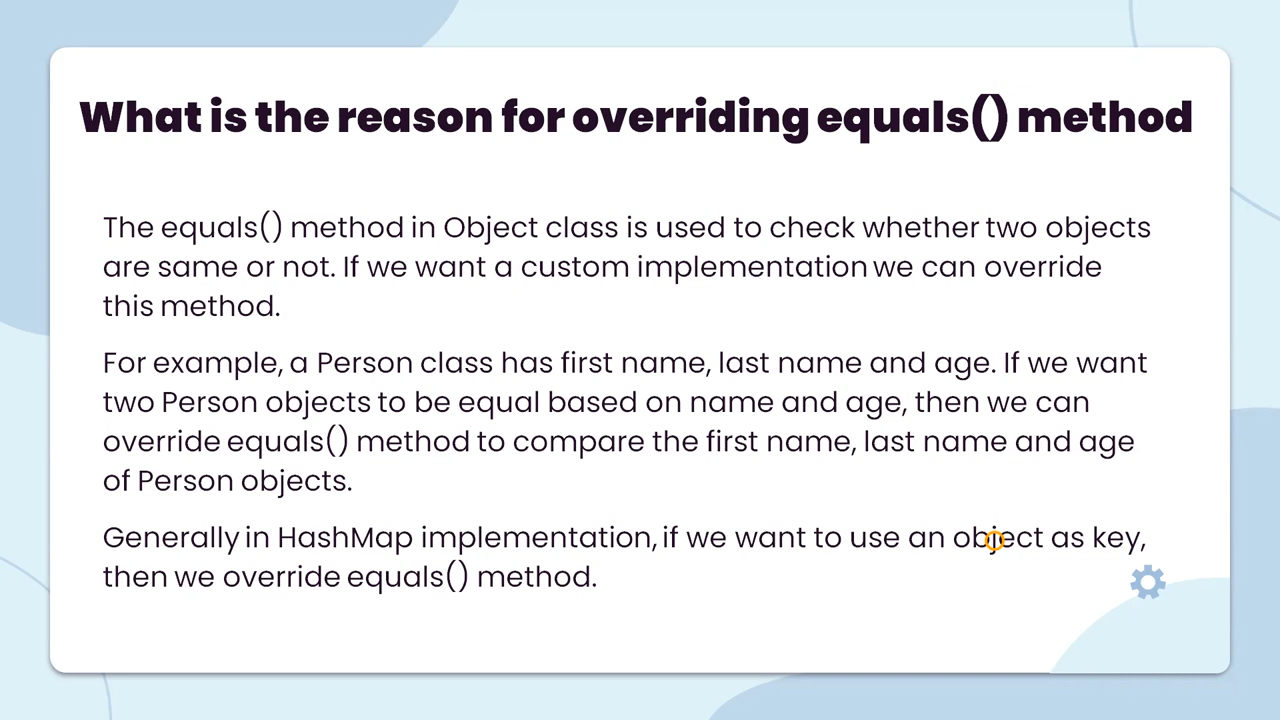 What is the reason for overriding equals() method
The equals() method in Object class is used to check whether two objects
are same or not. If we want a custom implementation we can override
this method.
For example, a Person class has first name, last name and age. If we want
two Person objects to be equal based on name and age, then we can
override equals() method to compare the first name, last name and age
of Person objects.
Generally in HashMap implementation, if we want to use an object as key,
then we override equals() method.